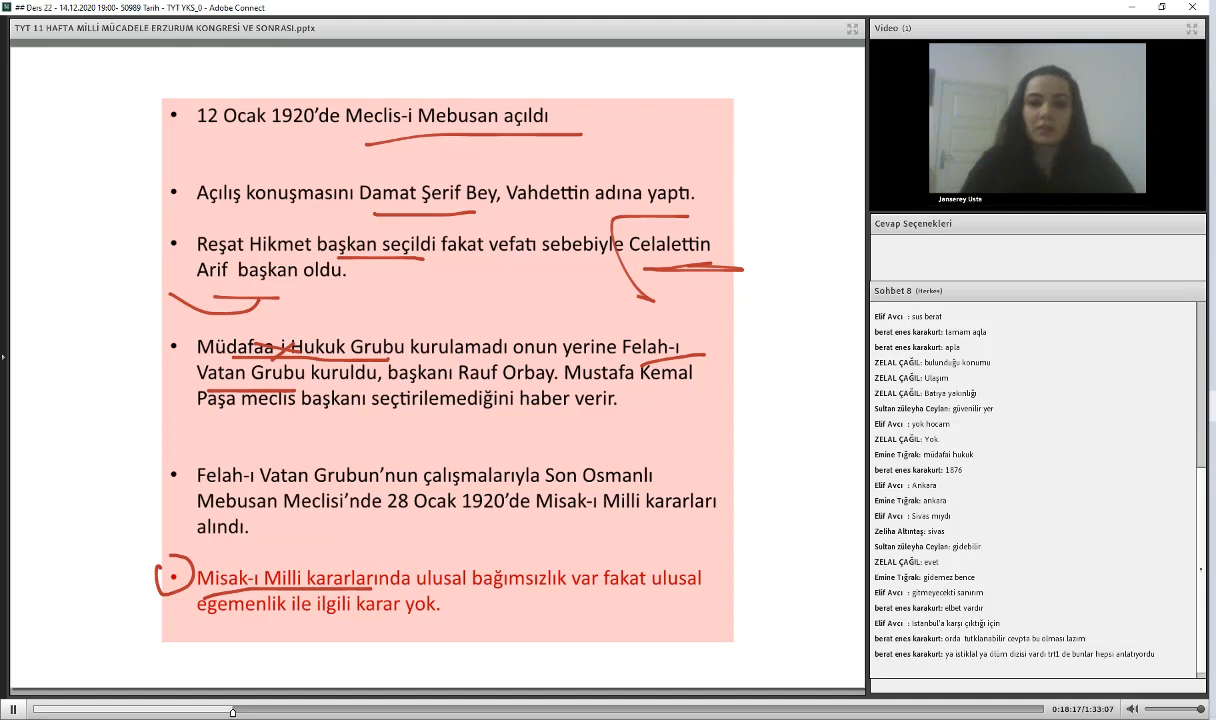 ## Ders 22 - 14.12.2020 19:00- 50989 Tarih - TYT YKS_0 - Adobe Connect
TYT 11 HAFTA MİLLİ MÜCADELE ERZURUM KONGRESİ VE SONRASI.pptx
• 12 Ocak 1920’de Meclis-i Mebusan açıldı
• Açılış konuşmasını Damat Şerif Bey, Vahdettin adına yaptı.
• Reşat Hikmet başkan seçildi fakat vefatı sebebiyle Celalettin
Arif başkan oldu.
• Müdafaa-i Hukuk Grubu kurulamadı onun yerine Felah-ı
Vatan Grubu kuruldu, başkanı Rauf Orbay. Mustafa Kemal
Paşa meclis başkanı seçtirilemediğini haber verir.
• Felah-ı Vatan Grubun’nun çalışmalarıyla Son Osmanlı
Mebusan Meclisi’nde 28 Ocak 1920’de Misak-ı Milli kararları
alındı.
• Misak-ı Milli kararlarında ulusal bağımsızlık var fakat ulusal
egemenlik ile ilgili karar yok.
Video (1)
Janserey Usta
Cevap Seçenekleri
Sohbet 8 (Herkes)
Elif Avcı : sus berat
berat enes karakurt: tamam aqla
berat enes karakurt: apla
ZELAL ÇAĞIL: bulunduğu konumu
ZELAL ÇAĞIL: Ulaşım
ZELAL ÇAĞIL: Batıya yakınlığı
Sultan züleyha Ceylan: güvenilir yer
Elif Avcı : yok hocam
ZELAL ÇAĞIL: Yok.
Emine Tığrak: müdafai hukuk
berat enes karakurt: 1876
Elif Avcı : Ankara
Emine Tığrak: ankara
Elif Avcı : Sivas mıydı
Zeliha Altıntaş: sivas
Sultan züleyha Ceylan: gidebilir
ZELAL ÇAĞIL: evet
Emine Tığrak: gidemez bence
Elif Avcı : gitmeyecekti sanırım
berat enes karakurt: elbet vardır
Elif Avcı : Istanbul'a karşı çıktığı için
berat enes karakurt: orda tutklanabilir cevpta bu olması lazım
berat enes karakurt: ya istiklal ya ölüm dizisi vardı trt1 de bunlar hepsi anlatıyordu
0:18:17/1:33:07